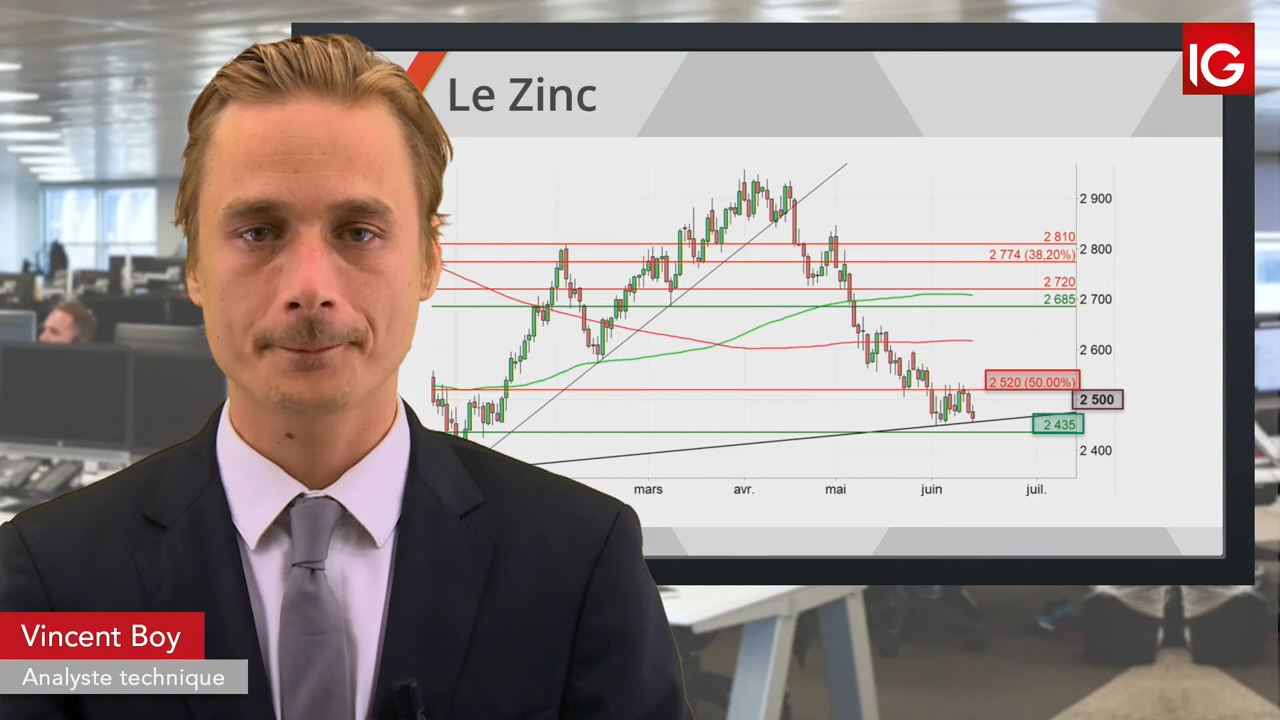 IG
Le Zinc
2 900
2 810
2 800
2 774 (38,20%)
2 720
2 700
2 685
2 600
2 520 (50,00%)
2 500
2 435
2 400
mars
avr.
mai
juin
juil.
Vincent Boy
Analyste technique